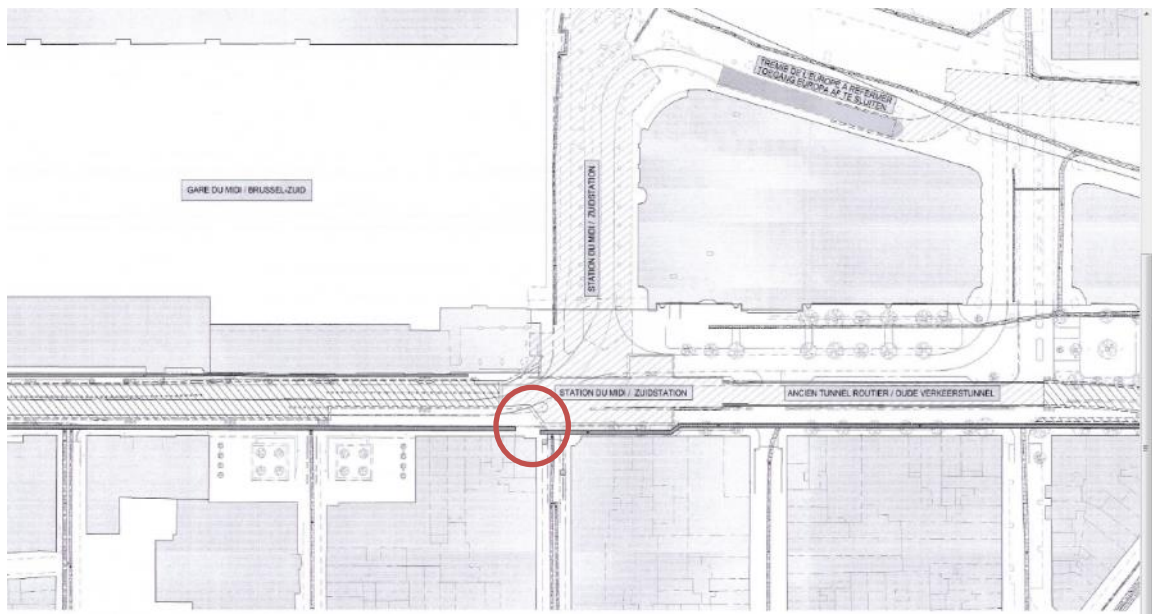 TREMIE DE L'EUROPE A REFERMER
TOEGANG EUROPA AF TE SLUITEN
GARE DU MIDI / BRUSSEL-ZUID
STATION DU MIDI / ZUIDSTATION
STATION DU MIDI / ZUIDSTATION
ANCIEN TUNNEL ROUTIER / OUDE VERKEERSTUNNEL